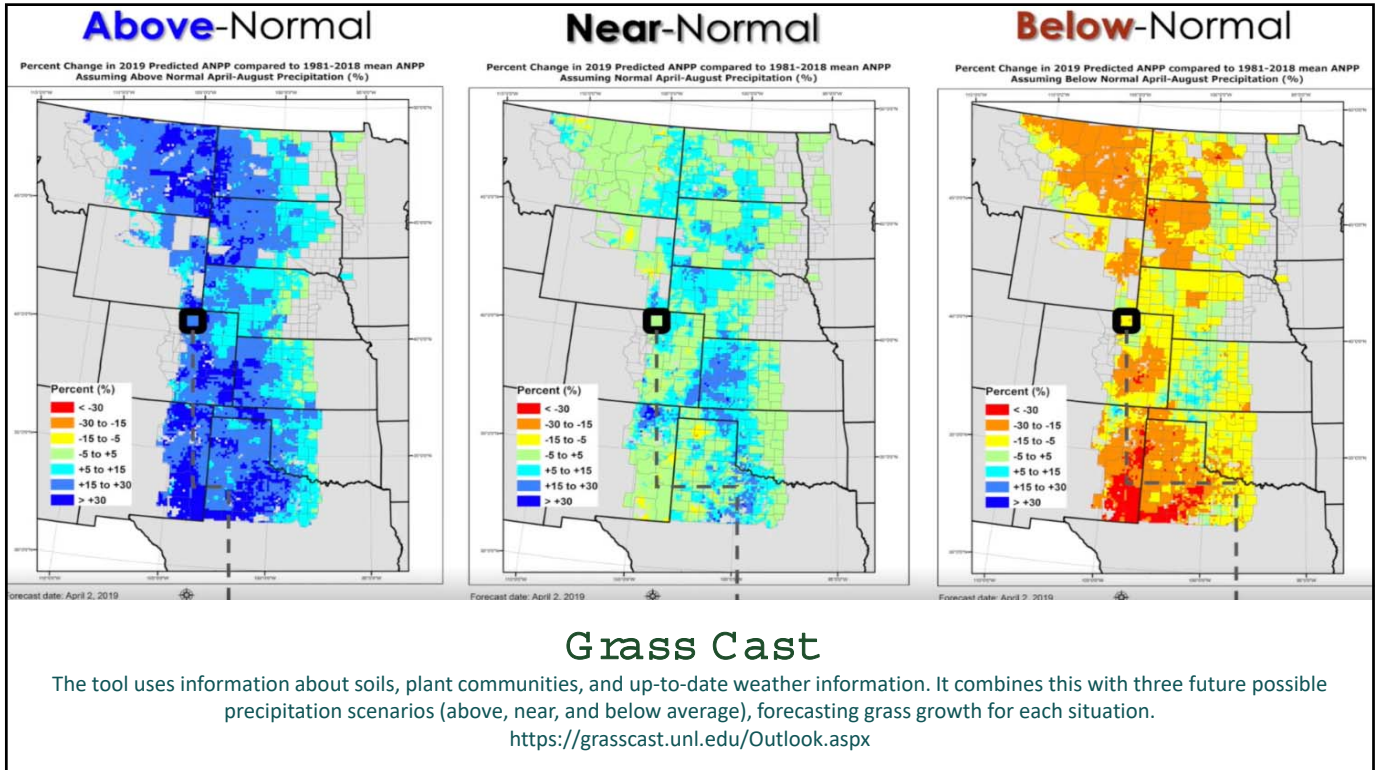 Above-Normal
Percent Change in 2019 Predicted ANPP compared to 1981-2018 mean ANPP
Assuming Above Normal April-August Precipitation (%)
Percent (%)
< -30
-30 to -15
-15 to -5
-5 to +5
+5 to +15
+15 to +30
> +30
Forecast date: April 2, 2019
Near-Normal
Percent Change in 2019 Predicted ANPP compared to 1981-2018 mean ANPP
Assuming Normal April-August Precipitation (%)
Percent (%)
< -30
-30 to -15
-15 to -5
-5 to +5
+5 to +15
+15 to +30
> +30
Forecast date: April 2, 2019
Below-Normal
Percent Change in 2019 Predicted ANPP compared to 1981-2018 mean ANPP
Assuming Below Normal April-August Precipitation (%)
Percent (%)
< -30
-30 to -15
-15 to -5
-5 to +5
+5 to +15
+15 to +30
> +30
Forecast date: April 2, 2019
Grass Cast
The tool uses information about soils, plant communities, and up-to-date weather information. It combines this with three future possible
precipitation scenarios (above, near, and below average), forecasting grass growth for each situation.
https://grasscast.unl.edu/Outlook.aspx